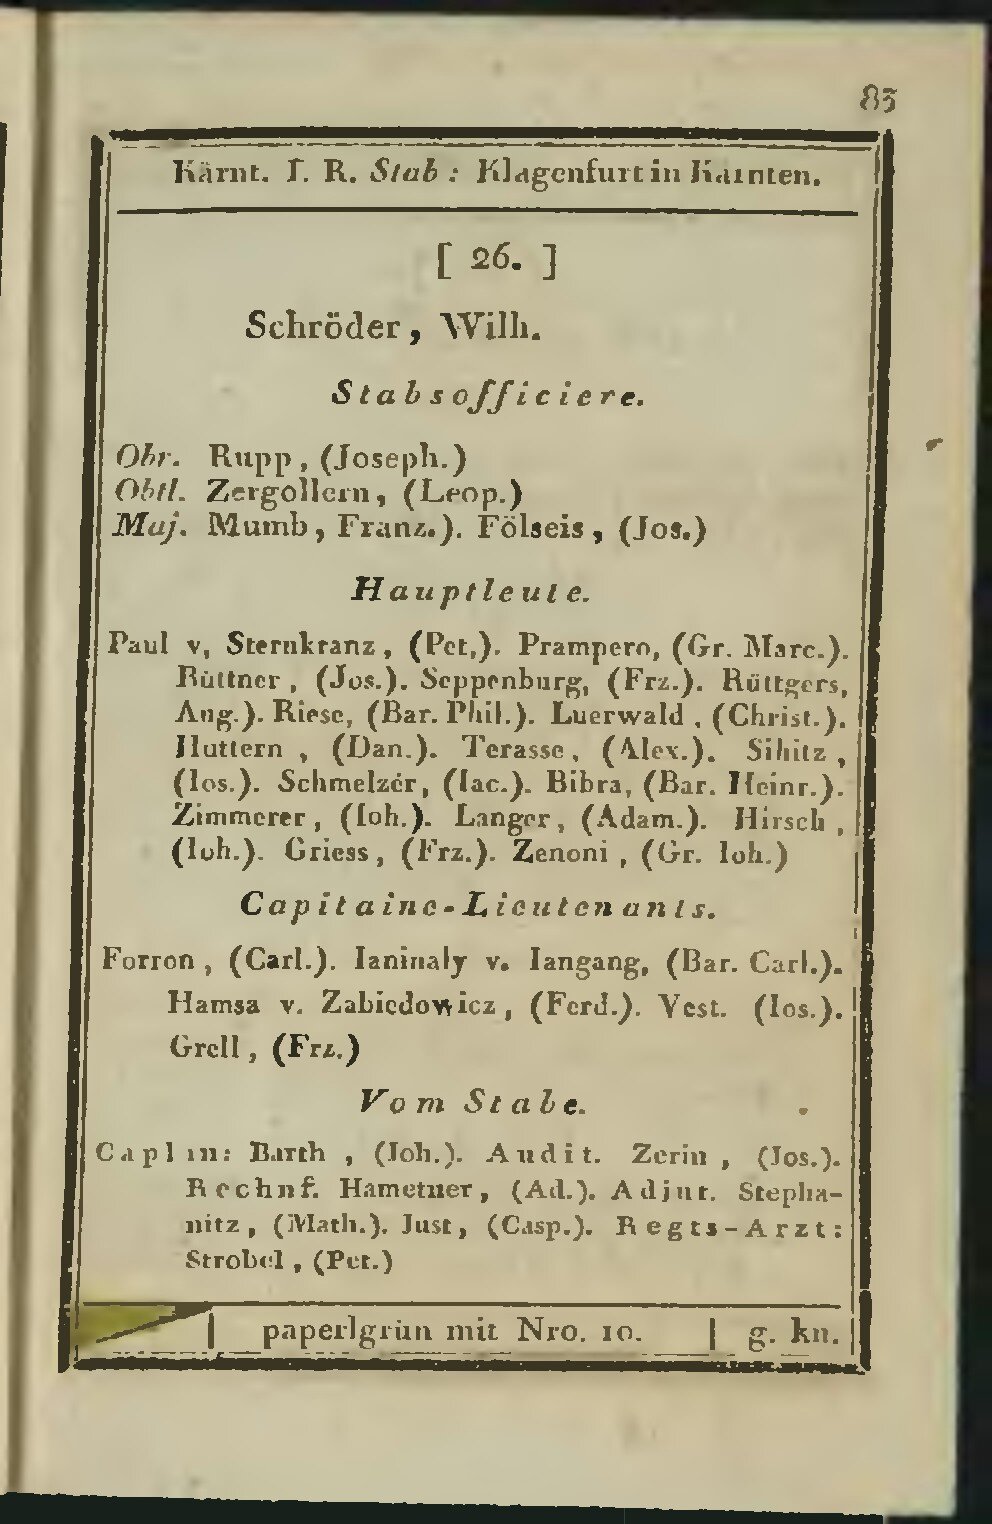 83
Kärnt. I. R. Stab: Klagenfurt in Kärnten.
[ 26. ]
Schröder, Wilh.
Stabsofficiere.
Obr. Rupp, (Joseph.)
Obtl. Zergollern, (Leop.)
Maj. Mumb, Franz.). Fölseis, (Jos.)
Hauptleute.
Paul v, Sternkranz, (Pet,). Prampero, (Gr. Marc.).
Rüttner, (Jos.). Seppenburg, (Frz.). Rüttgers,
Aug.). Riese, (Bar. Phil.). Luerwald, (Christ.).
Huttern, (Dan.). Terasse, (Alex.). Sihitz,
(Ios.). Schmelzér, (Iac.). Bibra, (Bar. Heinr.).
Zimmerer, (Ioh.). Langer, (Adam.). Hirsch,
(Ioh.). Griess, (Frz.). Zenoni, (Gr. Ioh.)
Capitaine-Lieutenants.
Forron, (Carl.). Ianinaly v. Iangang, (Bar. Carl.).
Hamsa v. Zabiedowicz, (Ferd.). Vest. (Ios.).
Grell, (Frz.)
Vom Stabe.
Caplan: Barth, (Joh.). Audit. Zerin, (Jos.).
Rechnf. Hametner, (Ad.). Adjut. Stepha-
nitz, (Math.). Just, (Casp.). Regts-Arzt:
Strobel, (Pet.)
paperlgrün mit Nro. 10. | g. kn.